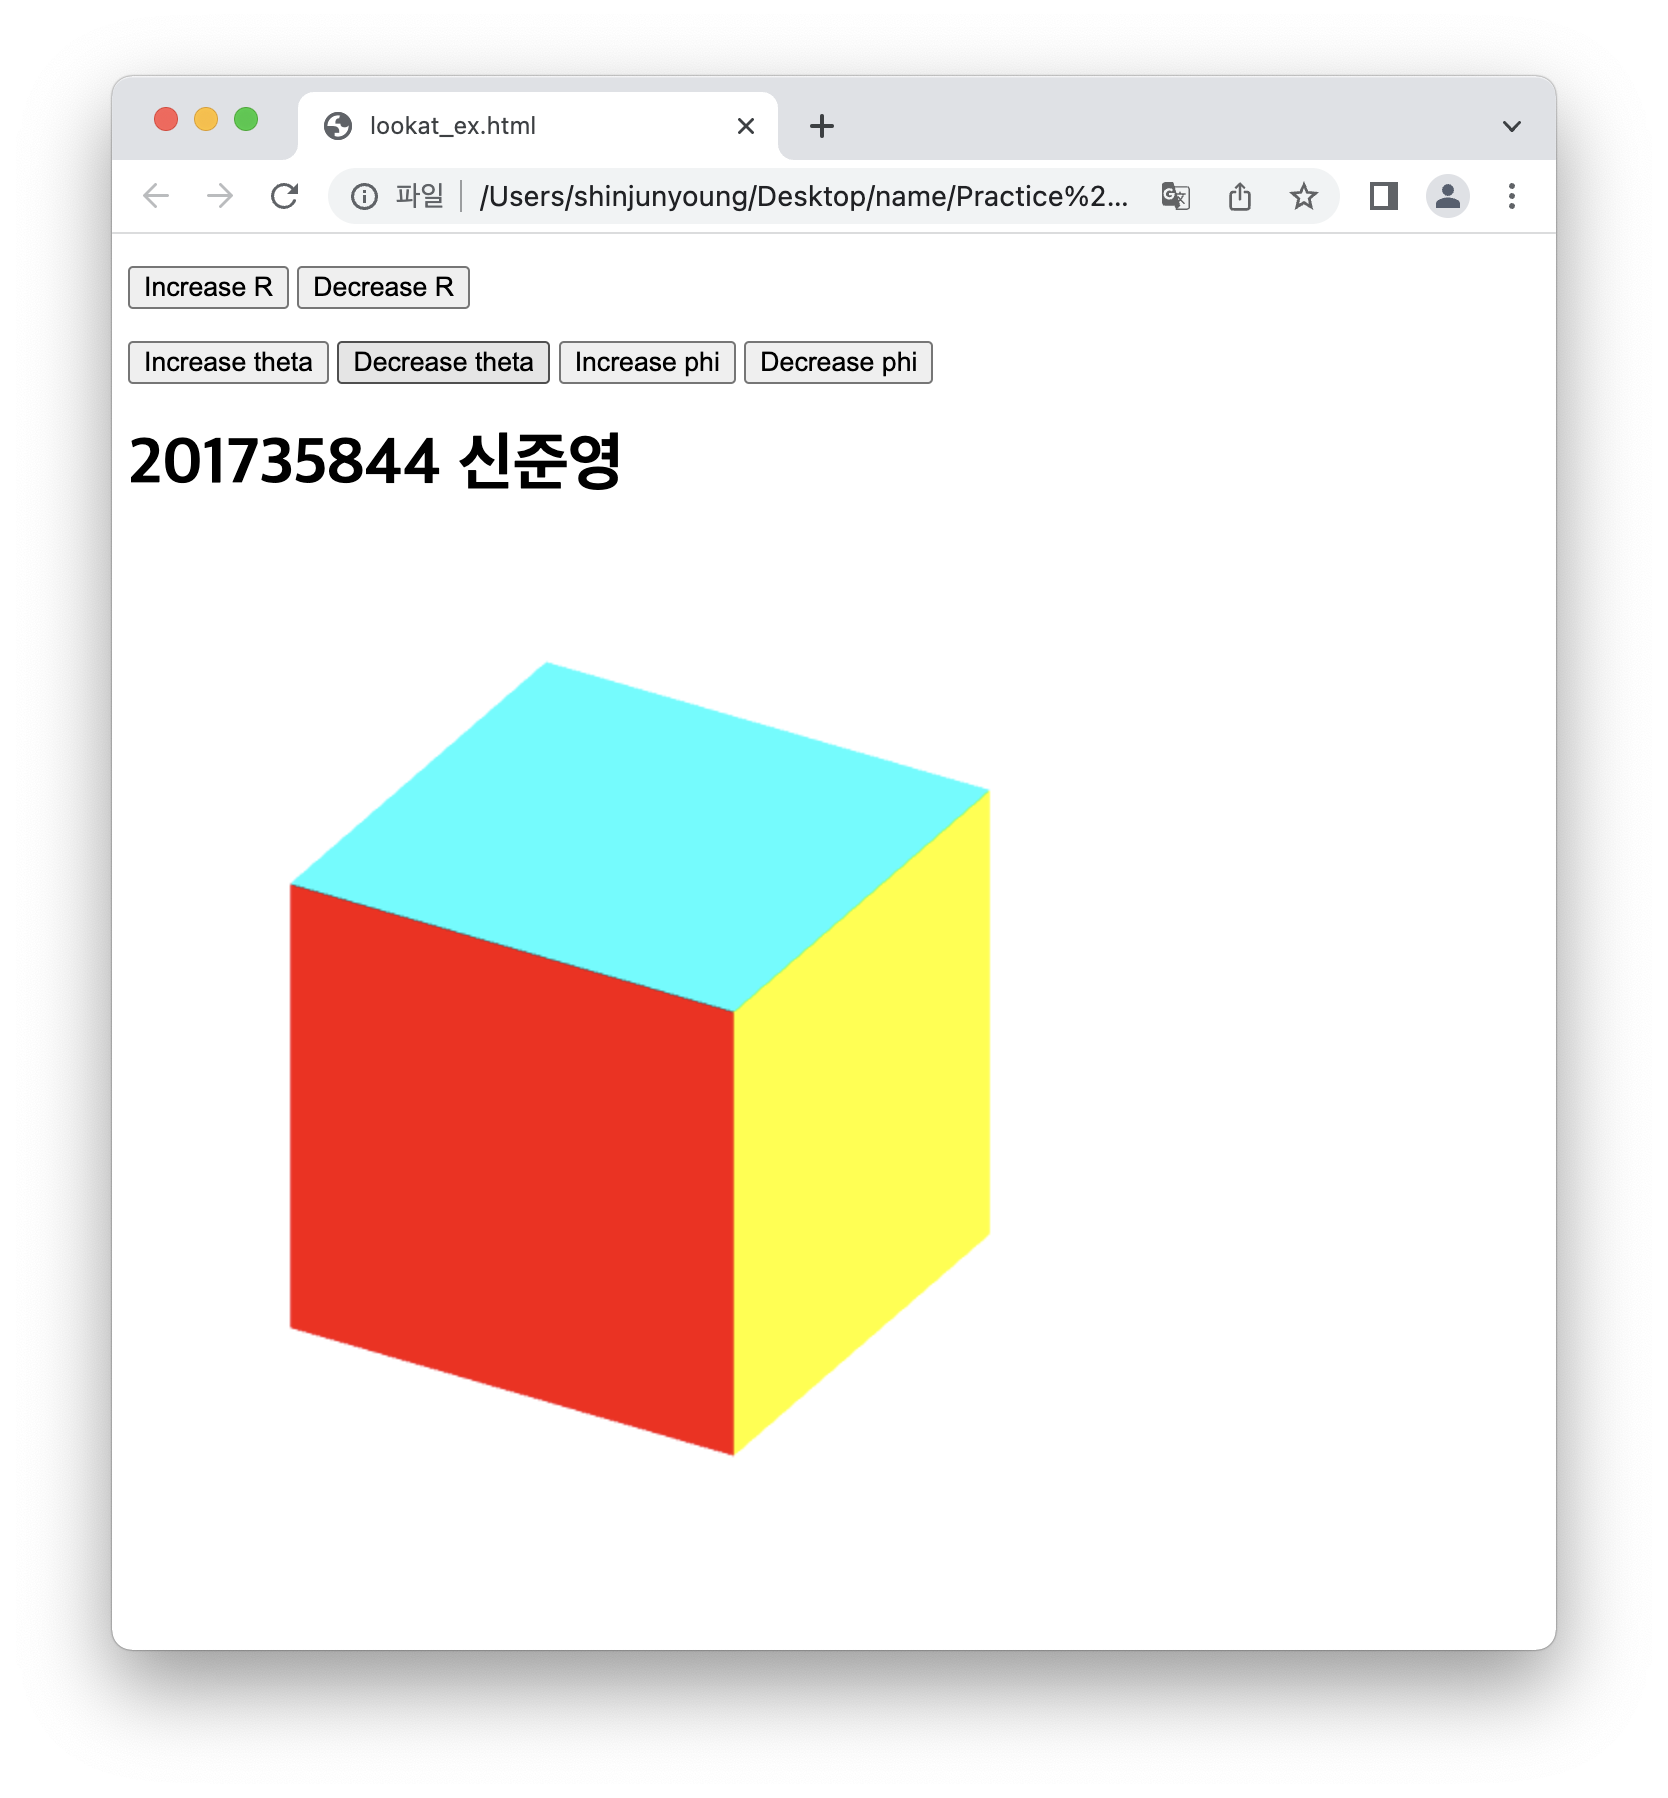 lookat_ex.html
파일 /Users/shinjunyoung/Desktop/name/Practice%2...
Increase R Decrease R
Increase theta Decrease theta Increase phi Decrease phi
201735844 신준영